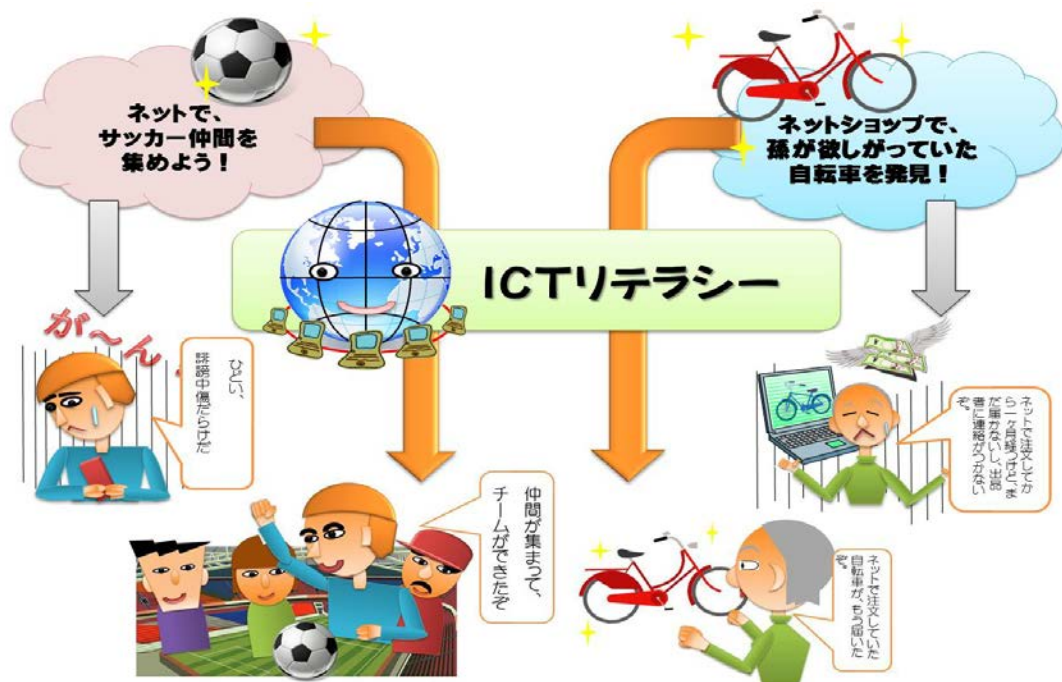 ネットで、
サッカー仲間を
集めよう！
ネットショップで、
孫が欲しがっていた
自転車を発見！
ICTリテラシー
が〜ん
ひどい、
誹謗中傷だらけだ
ネットで注文してか
ら一ヶ月経つけど、ま
だ届かないし、出品
者に連絡がつかない
ぞ。
仲間が集まって、
チームができたぞ
ネットで注文していた
自転車が、もう届いた
ぞ。